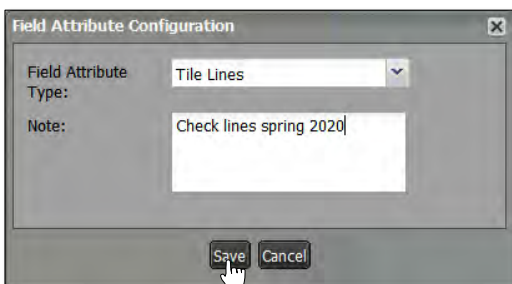 Field Attribute Configuration
Field Attribute Type:
Tile Lines
Note:
Check lines spring 2020
Save Cancel